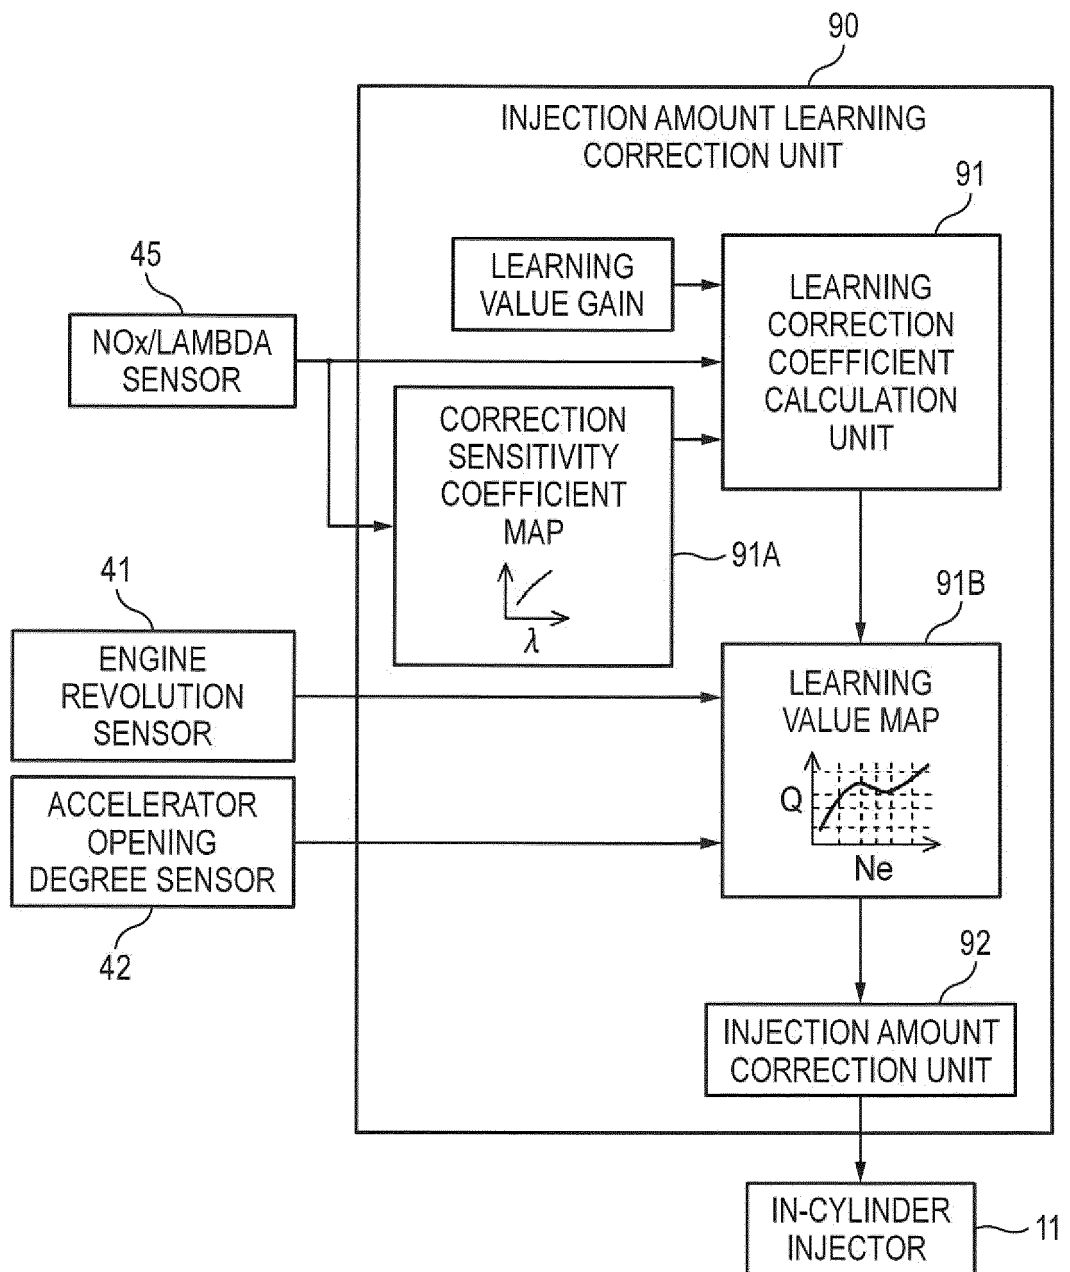 90
INJECTION AMOUNT LEARNING
CORRECTION UNIT
91
45
LEARNING
VALUE GAIN
LEARNING
CORRECTION
COEFFICIENT
CALCULATION
UNIT
NOx/LAMBDA
SENSOR
CORRECTION
SENSITIVITY
COEFFICIENT
MAP
λ
91A
41
91B
ENGINE
REVOLUTION
SENSOR
LEARNING
VALUE MAP
Q
Ne
ACCELERATOR
OPENING
DEGREE SENSOR
42
92
INJECTION AMOUNT
CORRECTION UNIT
IN-CYLINDER
INJECTOR
11